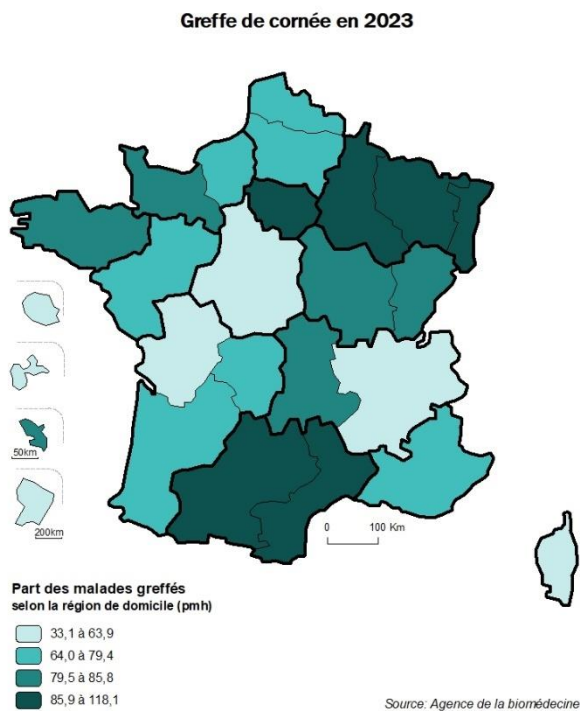 Greffe de cornée en 2023
50km
200km
0 100 Km
Part des malades greffés
selon la région de domicile (pmh)
33,1 à 63,9
64,0 à 79,4
79,5 à 85,8
85,9 à 118,1
Source: Agence de la biomédecine